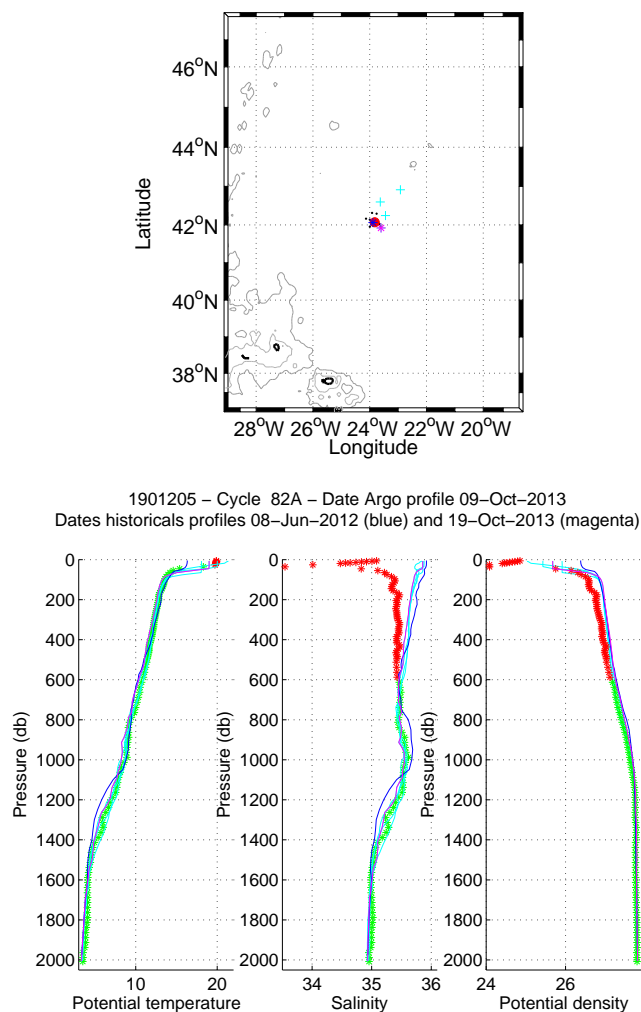 46°N
44°N
42°N
40°N
38°N
Latitude
28°W 26°W 24°W 22°W 20°W
Longitude
1901205 − Cycle  82A − Date Argo profile 09−Oct−2013
Dates historicals profiles 08−Jun−2012 (blue) and 19−Oct−2013 (magenta)
0
200
400
600
800
1000
1200
1400
1600
1800
2000
Pressure (db)
10 20
Potential temperature
0
200
400
600
800
1000
1200
1400
1600
1800
2000
Pressure (db)
34 35 36
Salinity
0
200
400
600
800
1000
1200
1400
1600
1800
2000
Pressure (db)
24 26
Potential density